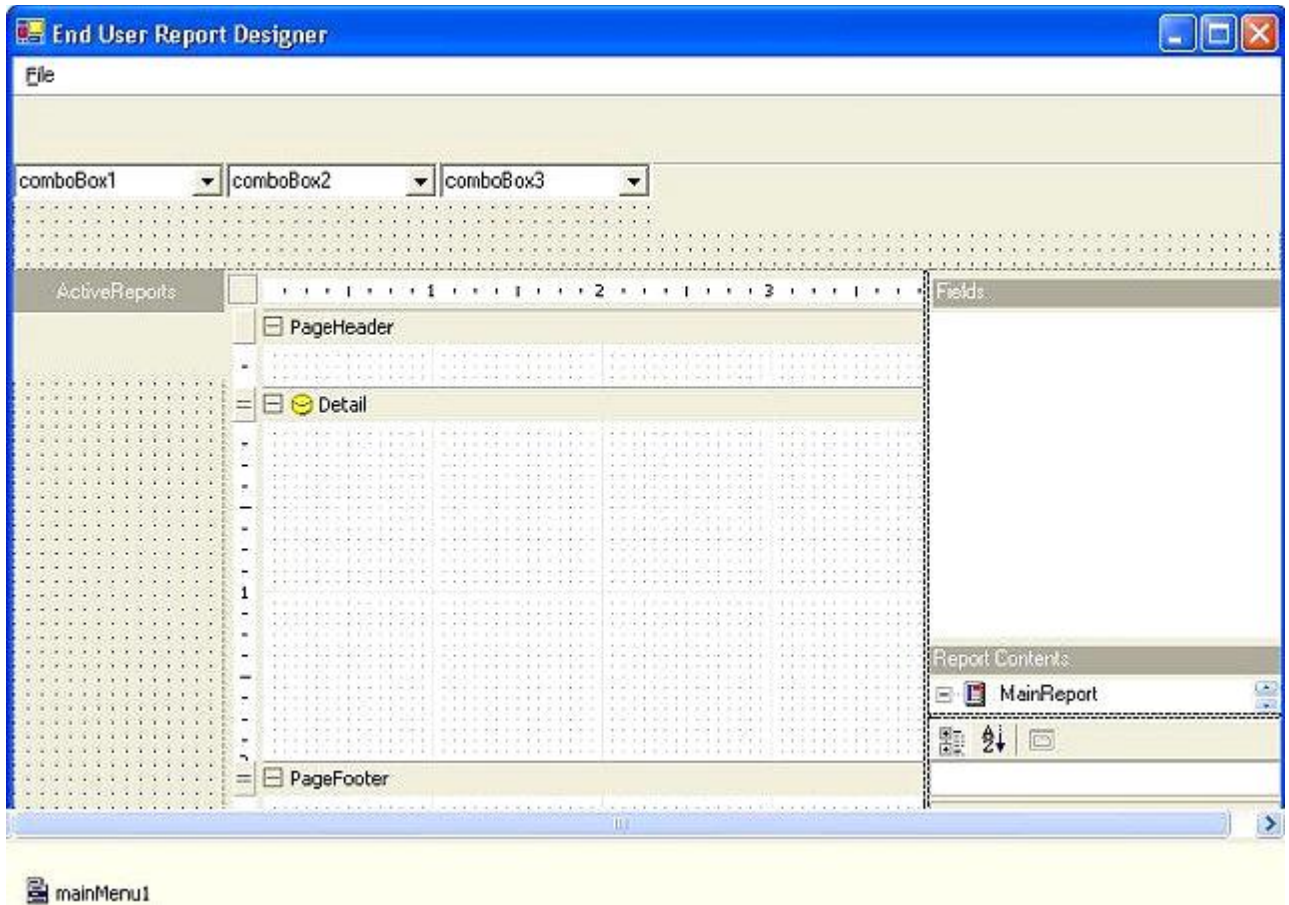 End User Report Designer
File
comboBox1 comboBox2 comboBox3
ActiveReports 1 2 3 Fields
PageHeader
Detail
1
Report Contents
MainReport
PageFooter
mainMenu1